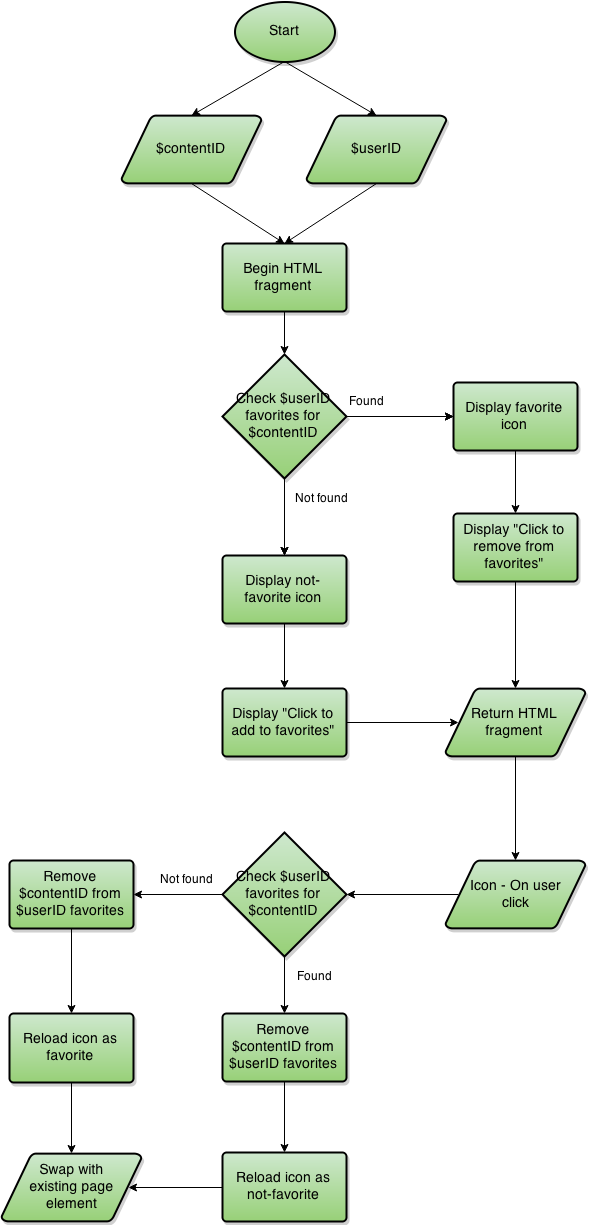 Start
$contentID
$userID
Begin HTML
fragment
Check $userID
favorites for
$contentID
Found
Display favorite
icon
Not found
Display "Click to
remove from
favorites"
Display not-
favorite icon
Display "Click to
add to favorites"
Return HTML
fragment
Icon - On user
click
Check $userID
favorites for
$contentID
Not found
Remove
$contentID from
$userID favorites
Found
Reload icon as
favorite
Remove
$contentID from
$userID favorites
Swap with
existing page
element
Reload icon as
not-favorite